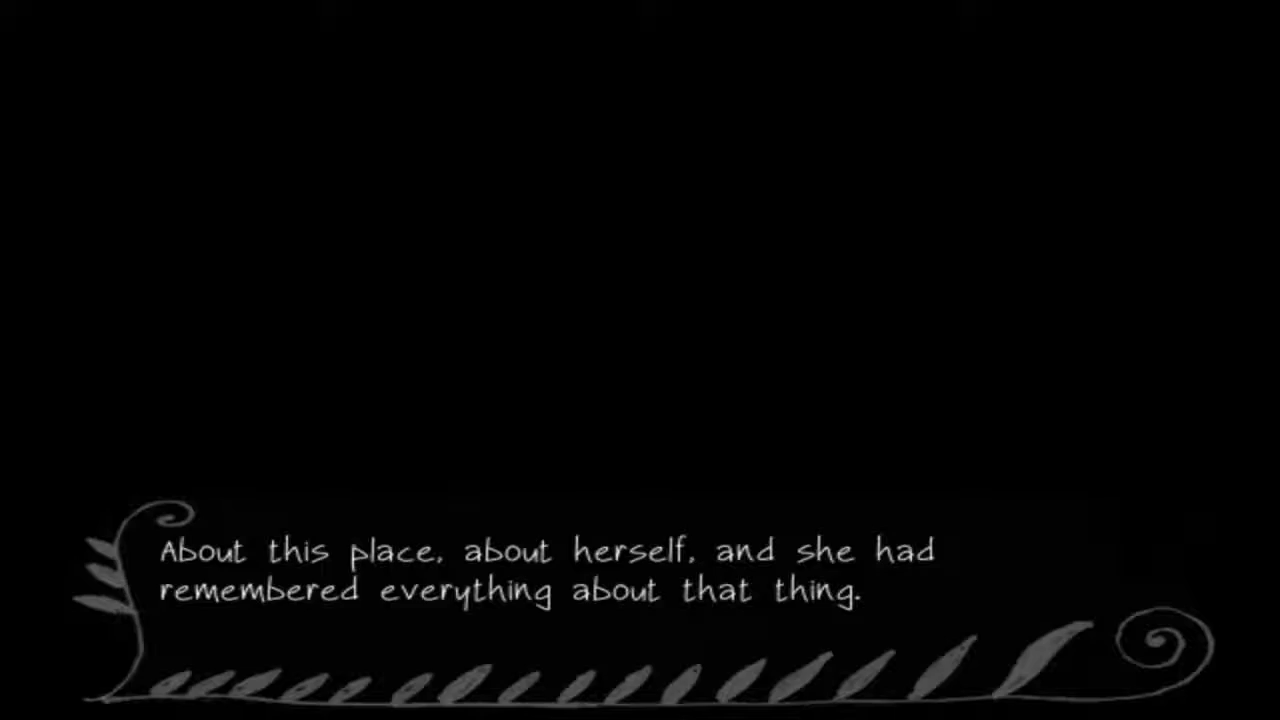 About this place, about herself, and she had
remembered everything about that thing.